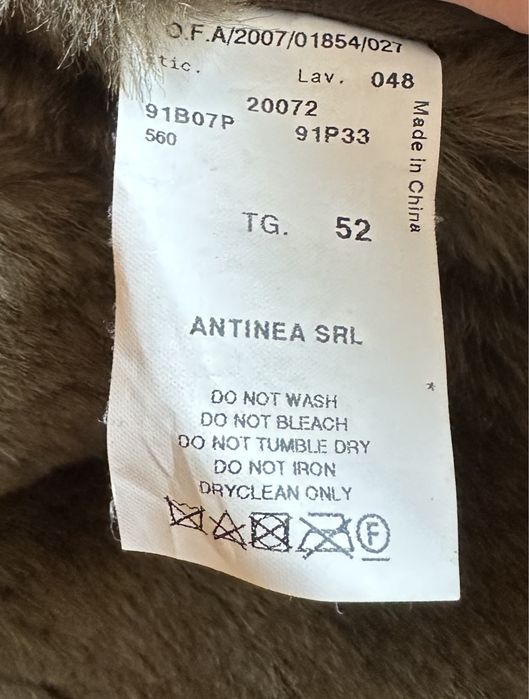 O.F.A/2007/01854/027
tic.
Lav. 048
20072
91B07P 91P33
560
Made in China
TG. 52
ANTINEA SRL
*
DO NOT WASH
DO NOT BLEACH
DO NOT TUMBLE DRY
DO NOT IRON
DRYCLEAN ONLY
F